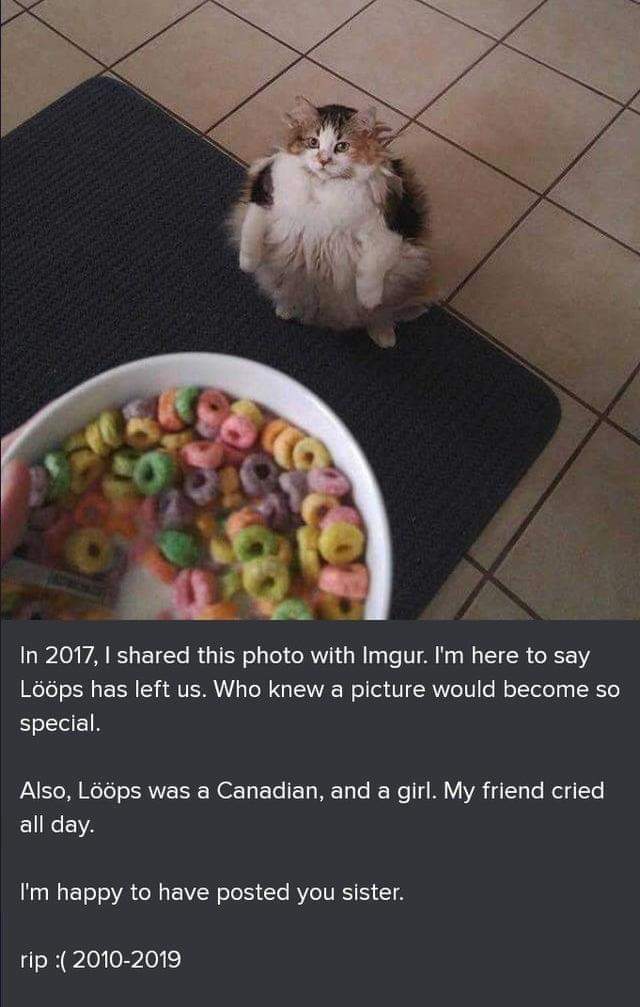 In 2017, I shared this photo with Imgur. I'm here to say
Lööps has left us. Who knew a picture would become so
special.
Also, Lööps was a Canadian, and a girl. My friend cried
all day.
I'm happy to have posted you sister.
rip :( 2010-2019